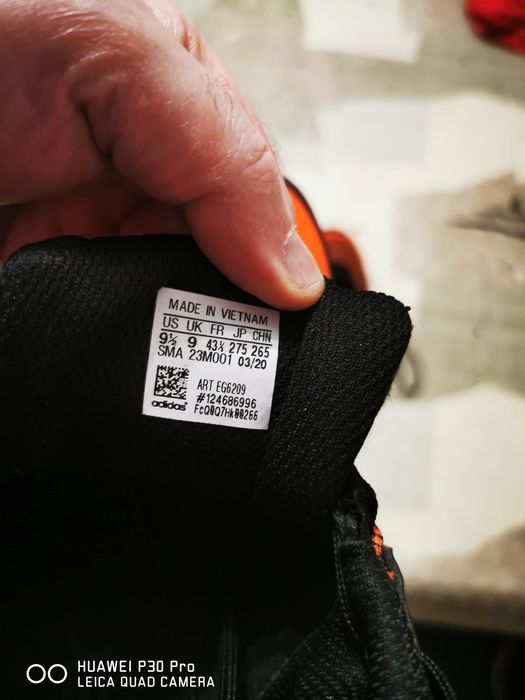 MADE IN VIETNAM
US UK FR JP CHN
9½ 9 43⅓ 275 265
SMA 23M001 03/20
ART EG6209
#124686996
adidas FcQ0Q7Hk00266
HUAWEI P30 Pro
LEICA QUAD CAMERA